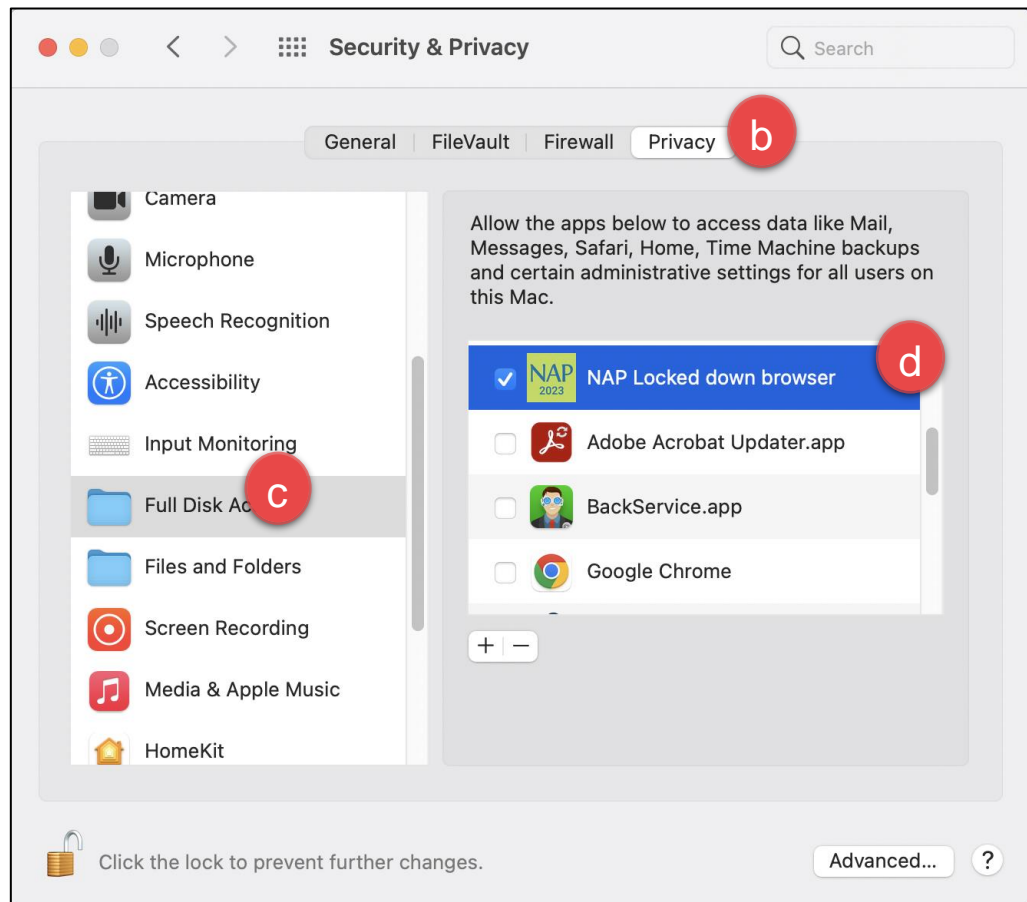 Security & Privacy
Search
General
FileVault
Firewall
Privacy
b
Camera
Microphone
Speech Recognition
Accessibility
Input Monitoring
Full Disk Ac
c
Files and Folders
Screen Recording
Media & Apple Music
HomeKit
Allow the apps below to access data like Mail,
Messages, Safari, Home, Time Machine backups
and certain administrative settings for all users on
this Mac.
NAP
2023
NAP Locked down browser
d
Adobe Acrobat Updater.app
BackService.app
Google Chrome
+ −
Click the lock to prevent further changes.
Advanced...
?